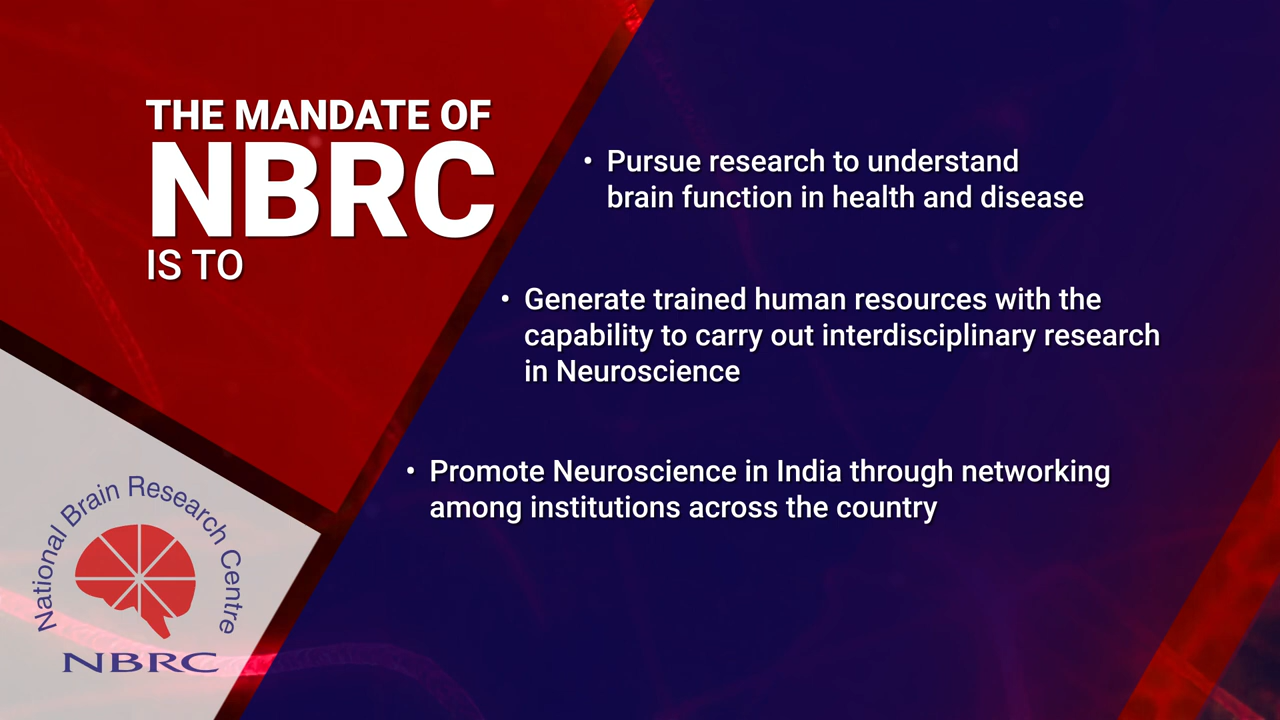 THE MANDATE OF
NBRC
IS TO
• Pursue research to understand
brain function in health and disease
• Generate trained human resources with the
capability to carry out interdisciplinary research
in Neuroscience
• Promote Neuroscience in India through networking
among institutions across the country
National Brain Research Centre
NBRC